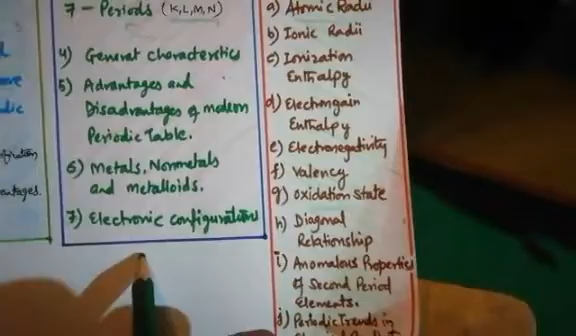 7 - Periods (K,L,M,N)
4) General characteristics
5) Advantages and
Disadvantages of modern
Periodic Table.
6) Metals, Nonmetals
and metalloids.
7) Electronic configurations
a) Atomic Radii
b) Ionic Radii
c) Ionization
Enthalpy
d) Electrongain
Enthalpy
e) Electronegativity
f) Valency
g) Oxidation State
h) Diagonal
Relationship
i) Anomalous Properties
of Second Period
Elements.
j) Periodic Trends in